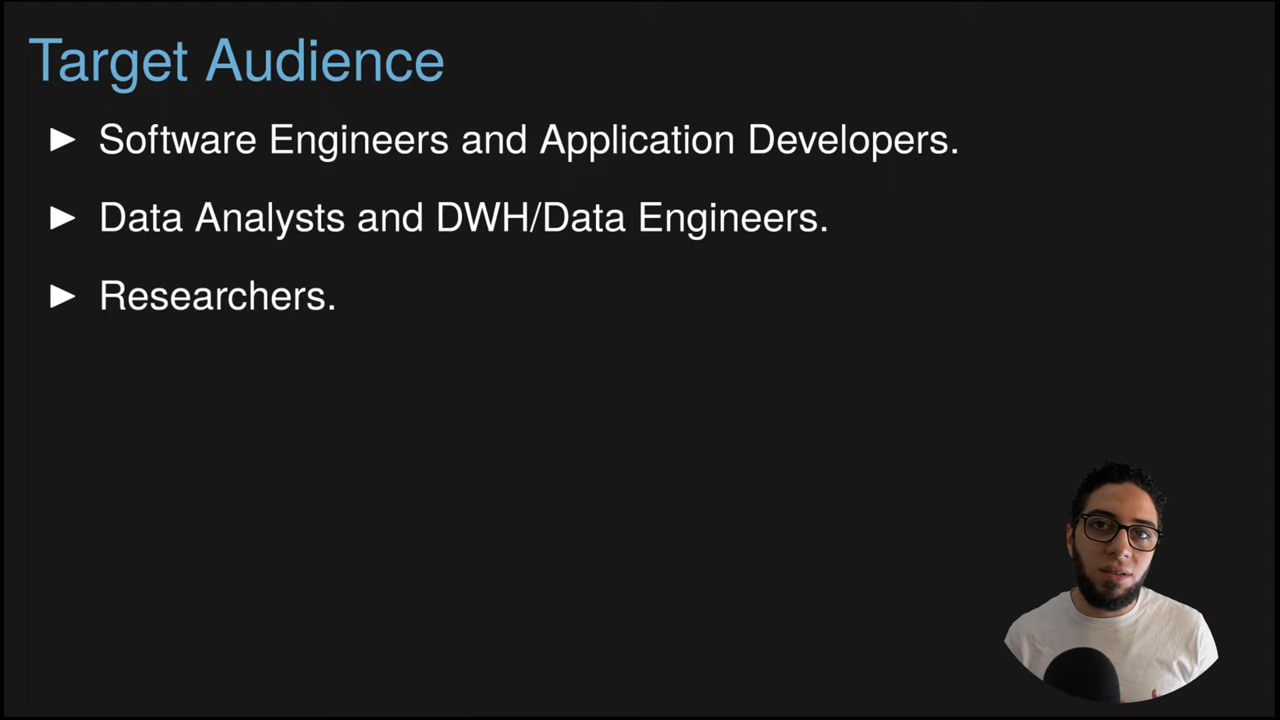 Target Audience
► Software Engineers and Application Developers.
► Data Analysts and DWH/Data Engineers.
► Researchers.